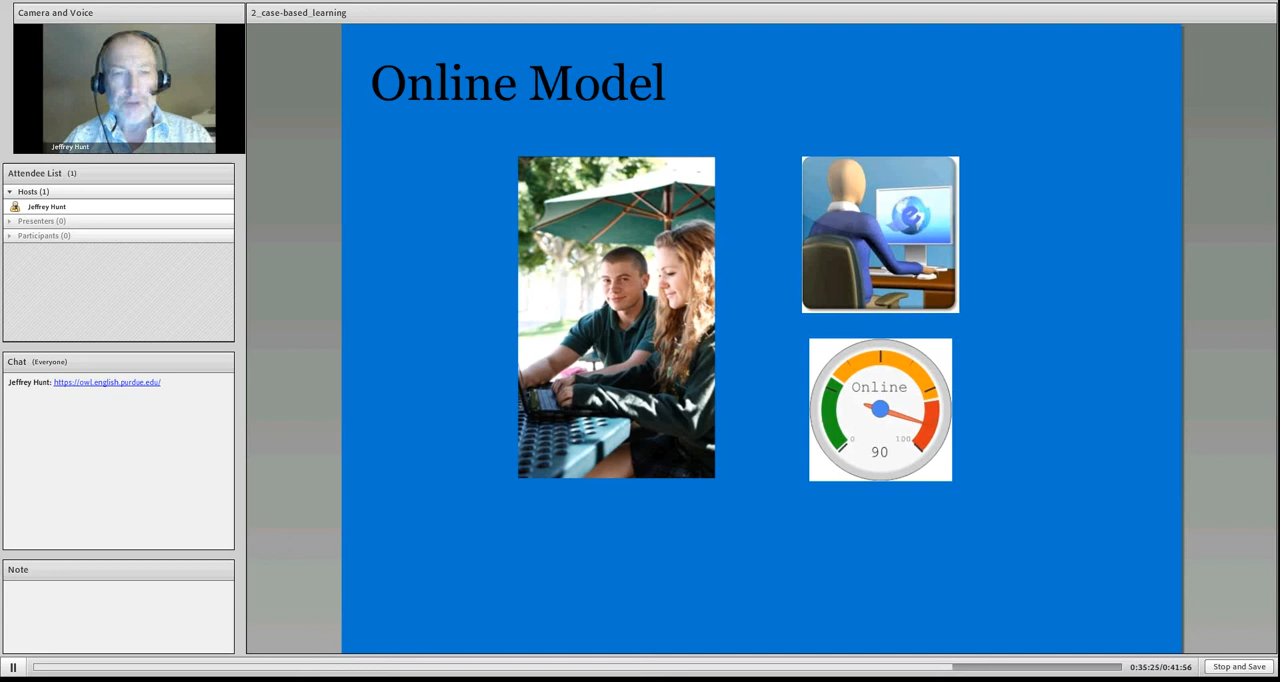 Camera and Voice
Jeffrey Hunt
Attendee List (1)
Hosts (1)
Jeffrey Hunt
Presenters (0)
Participants (0)
Chat (Everyone)
Jeffrey Hunt: https://owl.english.purdue.edu/
Note
2_case-based_learning
Online Model
Online
0 100
90
0:35:25/0:41:56
Stop and Save